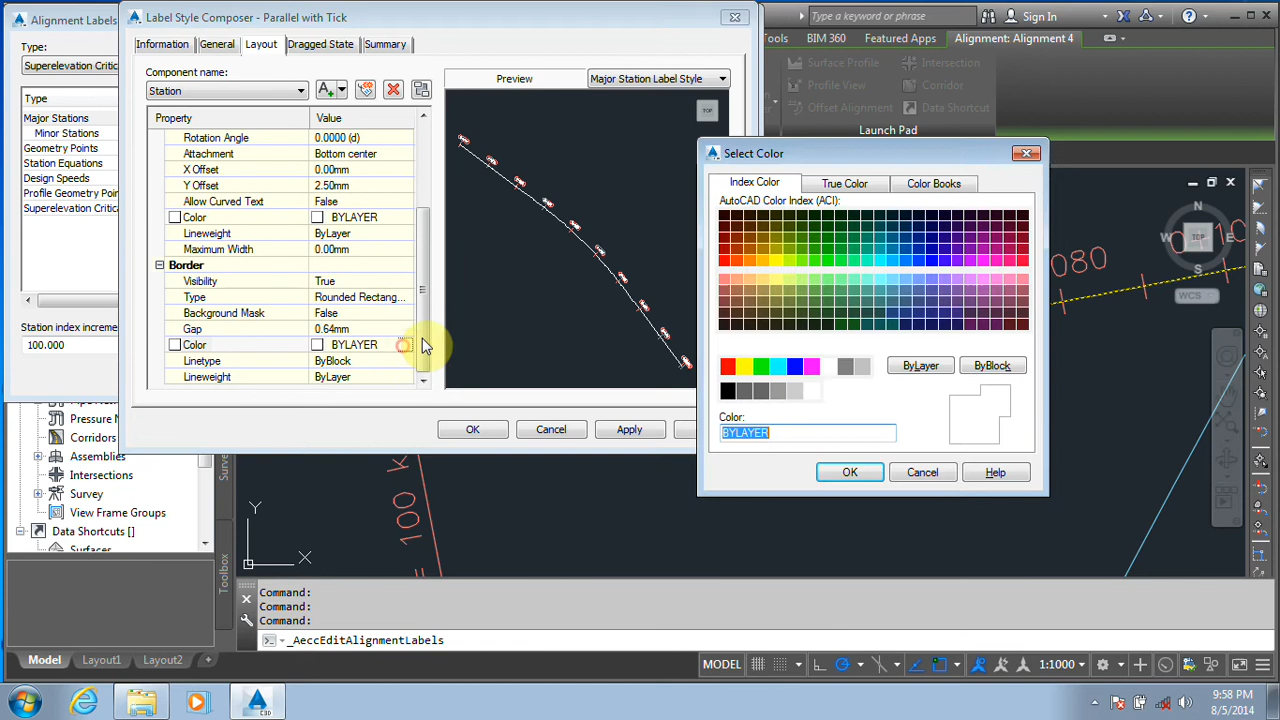 Alignment Labels
Type:
Superelevation Critic
Type
Major Stations
Minor Stations
Geometry Points
Station Equations
Design Speeds
Profile Geometry Points
Superelevation Critic
Station index increme
100.000
Label Style Composer - Parallel with Tick
Information
General
Layout
Dragged State
Summary
Component name:
Station
Preview
Major Station Label Style
Property
Value
Rotation Angle
0.0000 (d)
Attachment
Bottom center
X Offset
0.00mm
Y Offset
2.50mm
Allow Curved Text
False
Color
BYLAYER
Lineweight
ByLayer
Maximum Width
0.00mm
Border
Visibility
True
Type
Rounded Rectang...
Background Mask
False
Gap
0.64mm
Color
BYLAYER
Linetype
ByBlock
Lineweight
ByLayer
TOP
OK
Cancel
Apply
Type a keyword or phrase
Sign In
Tools
BIM 360
Featured Apps
Alignment: Alignment 4
Surface Profile
Intersection
Profile View
Corridor
Offset Alignment
Data Shortcut
Launch Pad
Select Color
Index Color
True Color
Color Books
AutoCAD Color Index (ACI):
ByLayer
ByBlock
Color:
BYLAYER
OK
Cancel
Help
N
W
TOP
E
WCS
080
Pressure N
Corridors
Assemblies
Intersections
Survey
View Frame Groups
Data Shortcuts []
Surfaces
Toolbox
Y
X
100
Command:
Command:
Command:
_AeccEditAlignmentLabels
Model
Layout1
Layout2
MODEL
1:1000
C3D
9:58 PM
8/5/2014